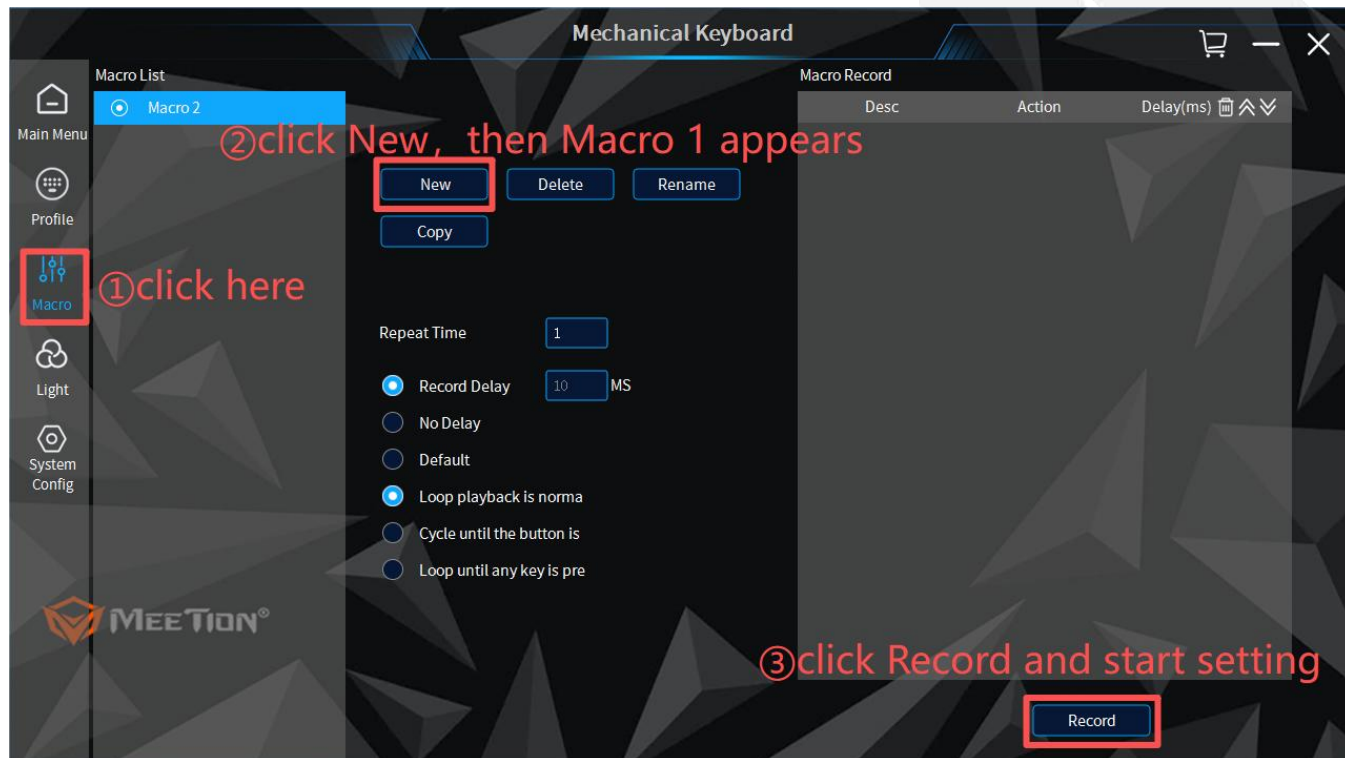 Mechanical Keyboard
Macro List
Macro Record
Main Menu
Macro 2
Desc Action Delay(ms)
②click New, then Macro 1 appears
New Delete Rename
Profile
Copy
①click here
Macro
Repeat Time 1
Light
Record Delay 10 MS
No Delay
System
Config
Default
Loop playback is norma
Cycle until the button is
Loop until any key is pre
MEETION®
③click Record and start setting
Record